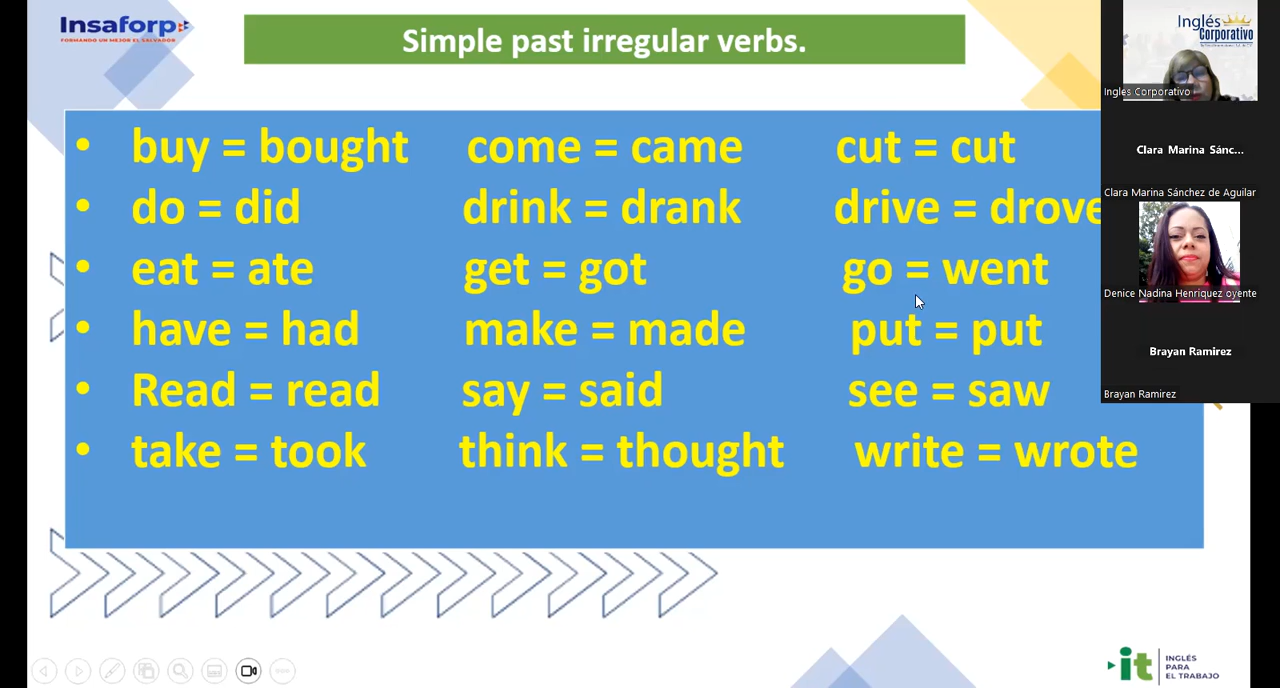 Insaforp
FORMANDO UN MEJOR EL SALVADOR
Simple past irregular verbs.
• buy = bought come = came cut = cut
• do = did drink = drank drive = drove
• eat = ate get = got go = went
• have = had make = made put = put
• Read = read say = said see = saw
• take = took think = thought write = wrote
Inglés
Corporativo
Ingles Corporativo
Clara Marina Sánc...
Clara Marina Sánchez de Aguilar
Denice Nadina Henriquez oyente
Brayan Ramirez
Brayan Ramirez
it
INGLÉS
PARA
EL TRABAJO